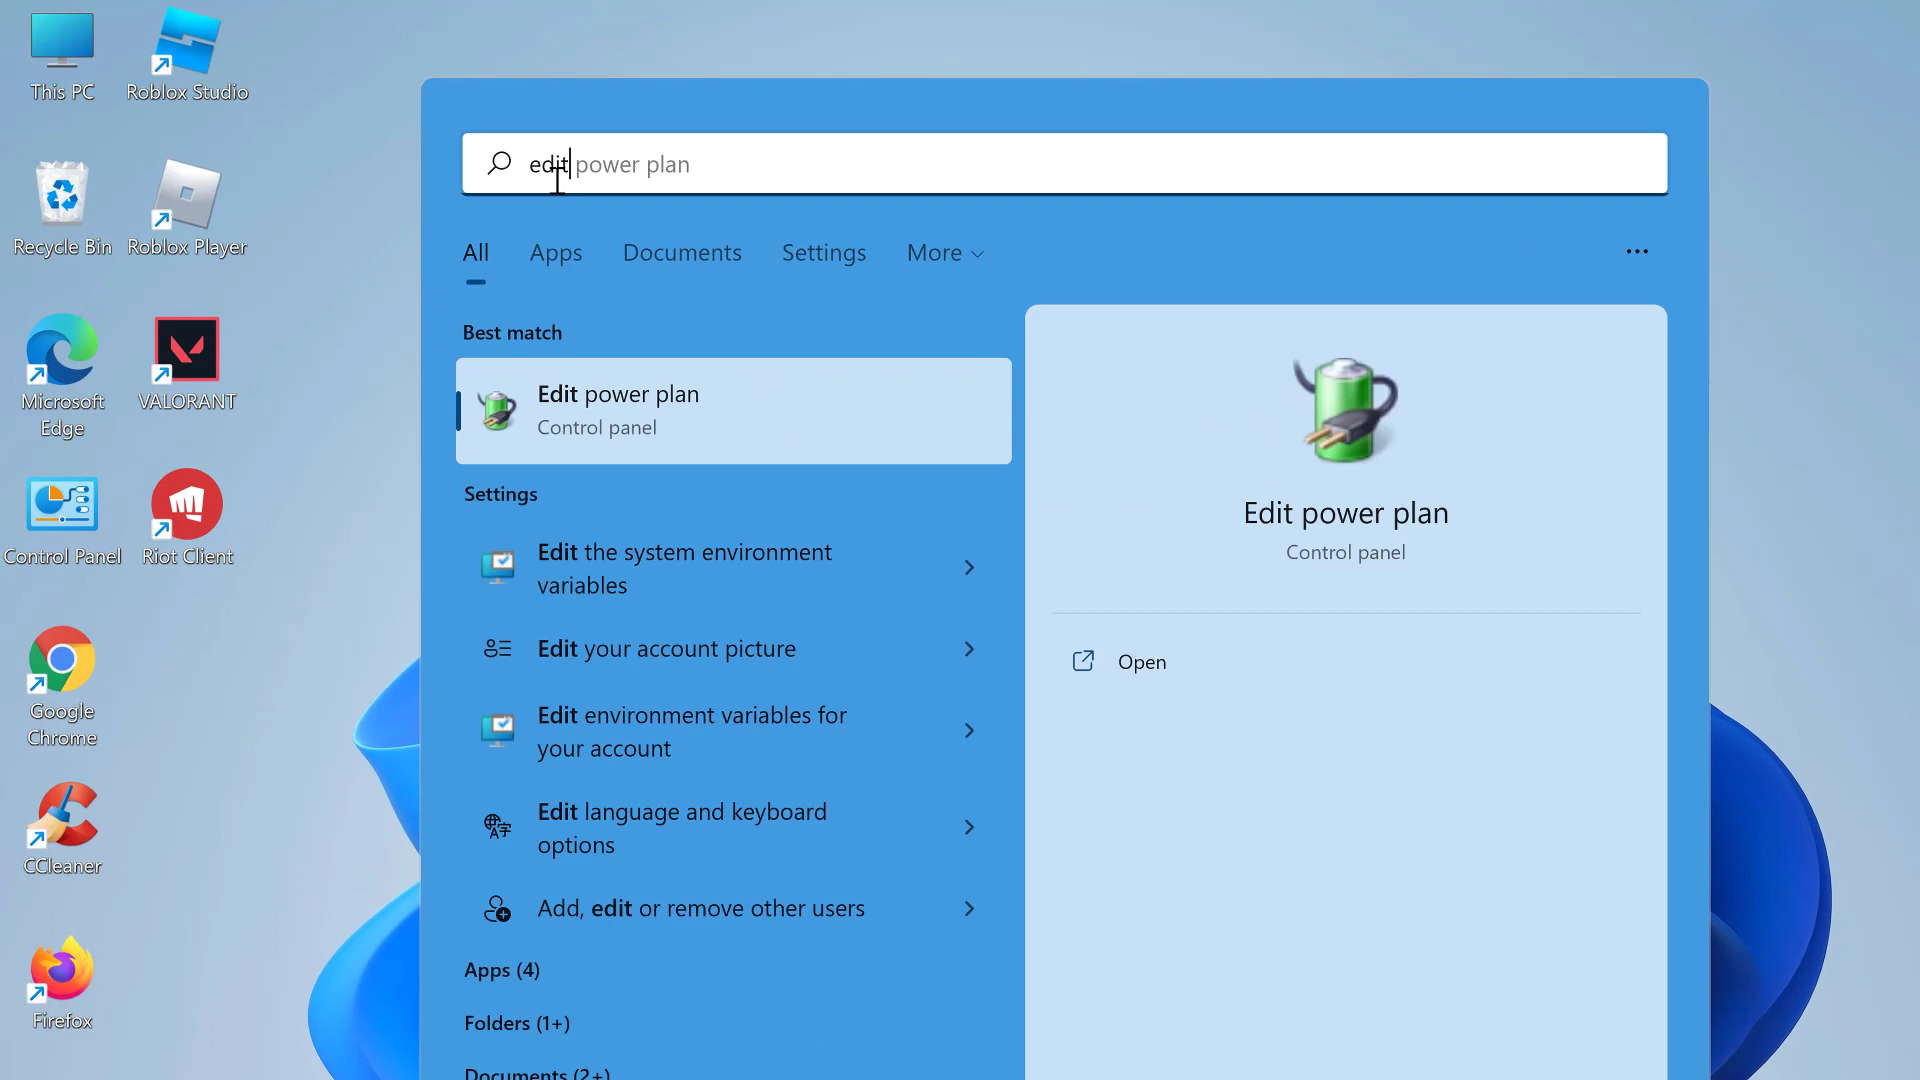 This PC
Roblox Studio
Recycle Bin
Roblox Player
Microsoft
Edge
VALORANT
Control Panel
Riot Client
Google
Chrome
CCleaner
Firefox
edit power plan
All
Apps
Documents
Settings
More
Best match
Edit power plan
Control panel
Settings
Edit the system environment
variables
Edit your account picture
Edit environment variables for
your account
Edit language and keyboard
options
Add, edit or remove other users
Apps (4)
Folders (1+)
Documents (2+)
Edit power plan
Control panel
Open